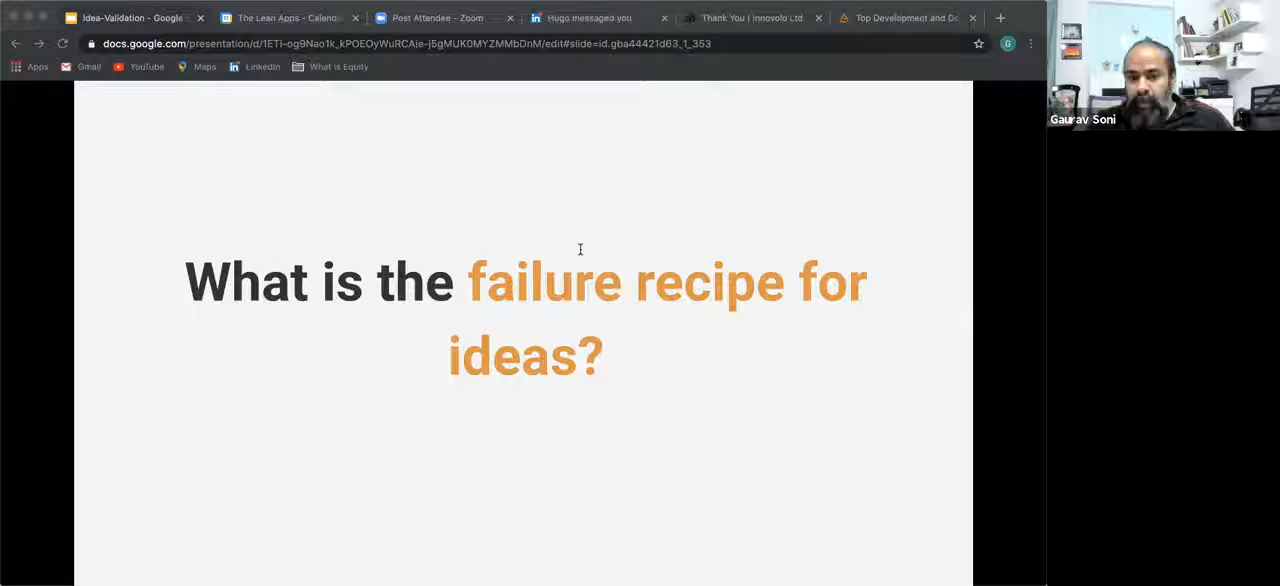 Idea-Validation - Google
The Lean Apps - Calend
Post Attendee - Zoom
Hugo messaged you
Thank You | Innovolo Ltd
Top Development and De
docs.google.com/presentation/d/1ETi-og9Nao1k_kPOEOyWuRCAie-j5gMUK0MYZMMbDnM/edit#slide=id.gba44421d63_1_353
G
Apps
Gmail
YouTube
Maps
LinkedIn
What is Equity
Gaurav Soni
What is the failure recipe for
ideas?